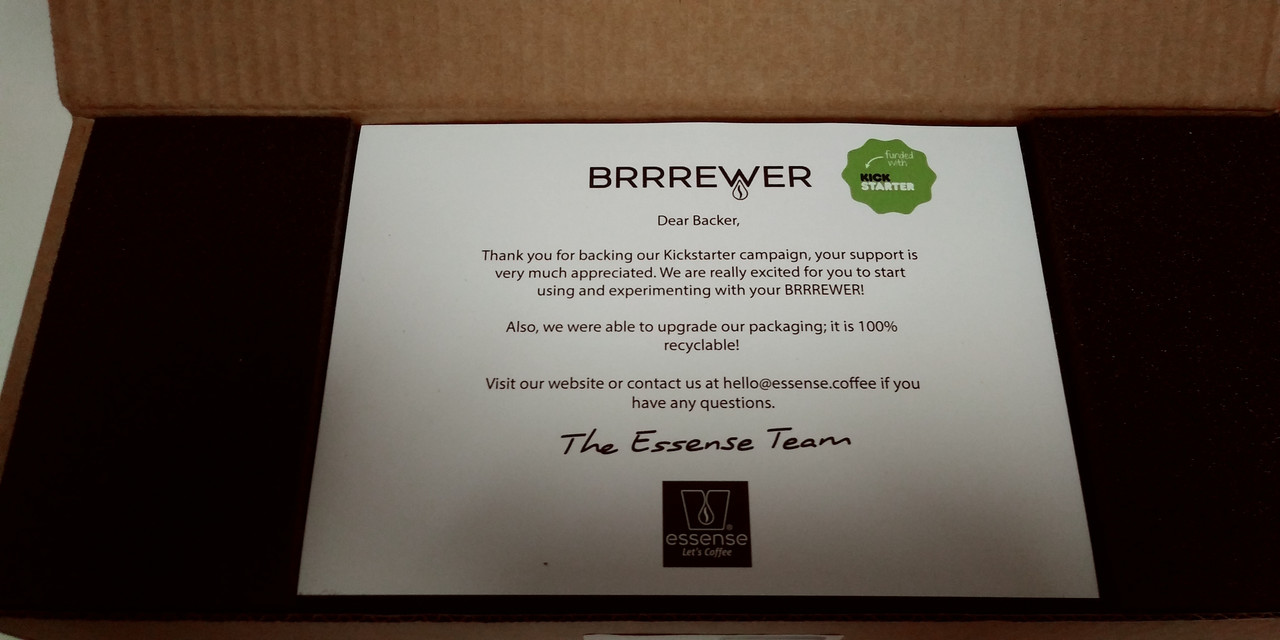 BRRREWER
funded
with
KICK
STARTER
Dear Backer,
Thank you for backing our Kickstarter campaign, your support is
very much appreciated. We are really excited for you to start
using and experimenting with your BRRREWER!
Also, we were able to upgrade our packaging; it is 100%
recyclable!
Visit our website or contact us at hello@essense.coffee if you
have any questions.
The Essense Team
essense®
Let's Coffee